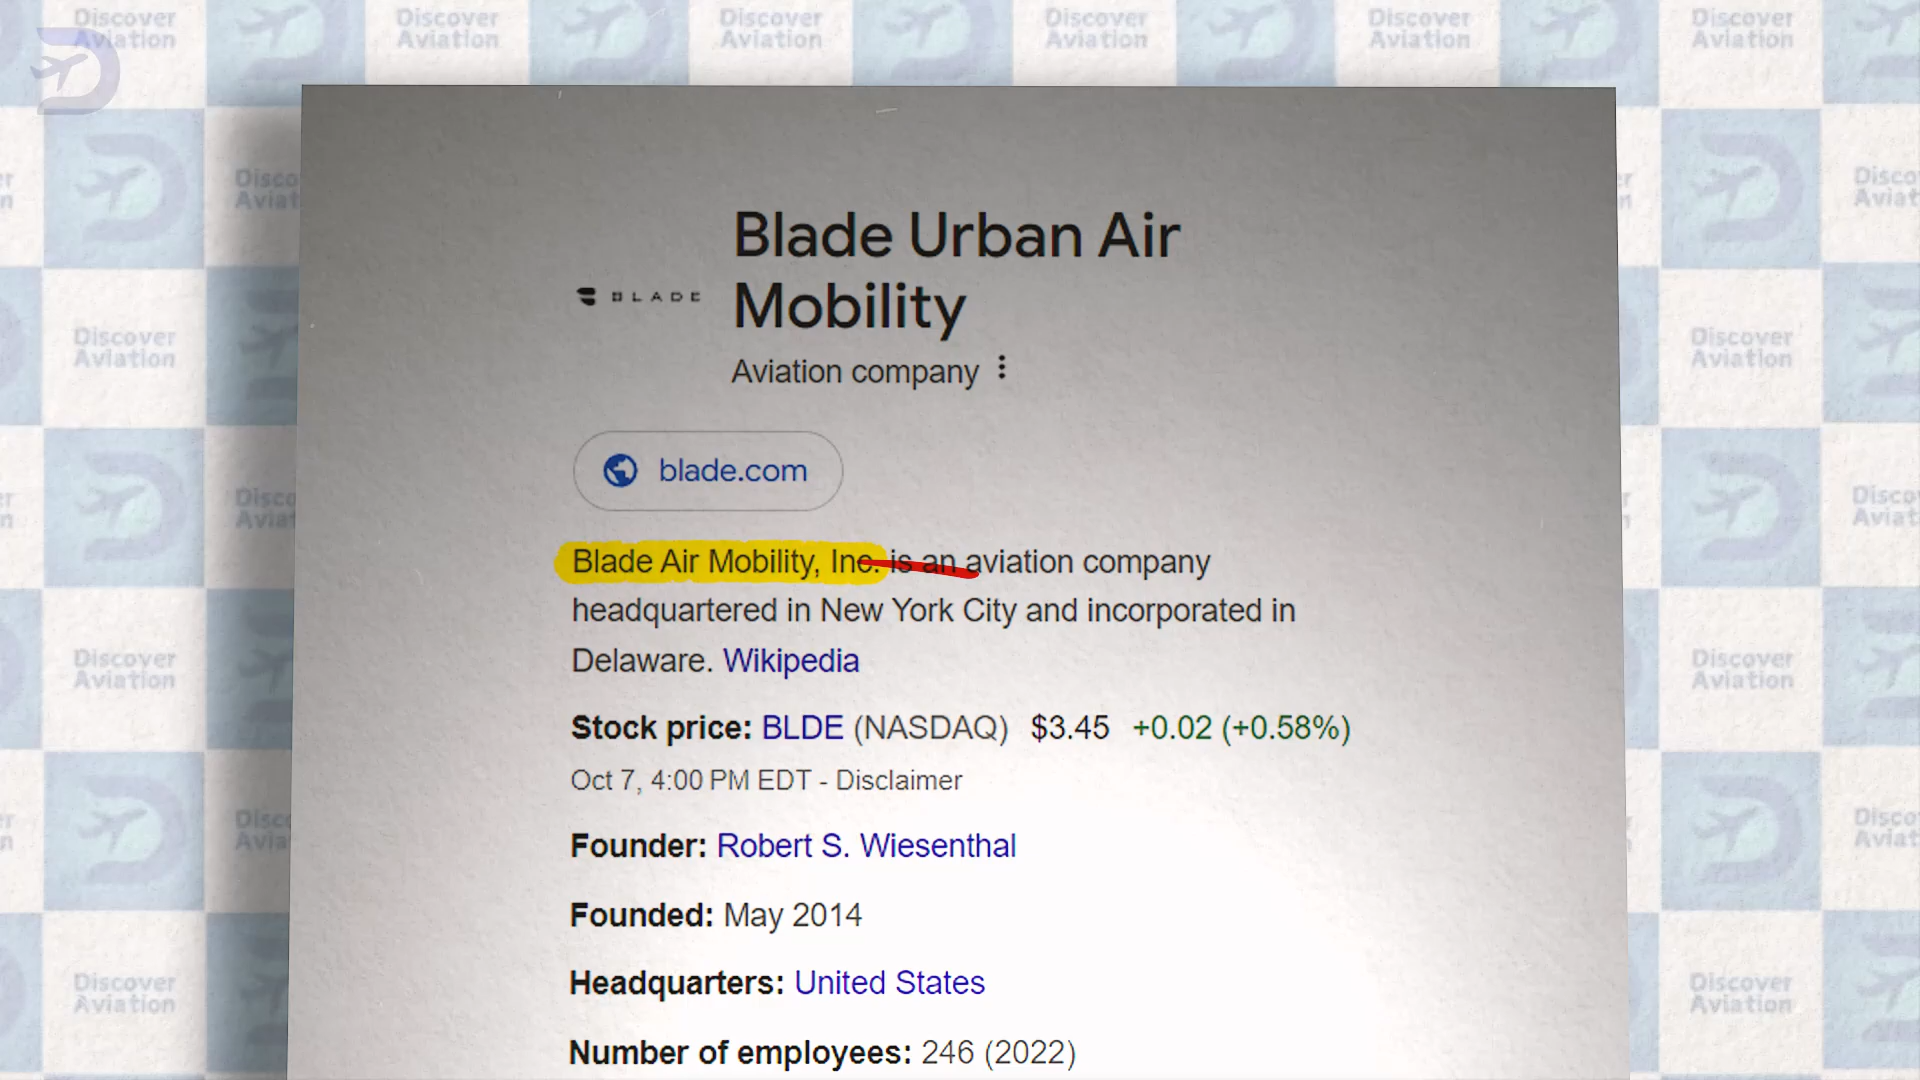 Blade Urban Air
Mobility
BLADE
Aviation company
blade.com
Blade Air Mobility, Inc. is an aviation company
headquartered in New York City and incorporated in
Delaware. Wikipedia
Stock price: BLDE (NASDAQ) $3.45 +0.02 (+0.58%)
Oct 7, 4:00 PM EDT - Disclaimer
Founder: Robert S. Wiesenthal
Founded: May 2014
Headquarters: United States
Number of employees: 246 (2022)
Discover
Aviation